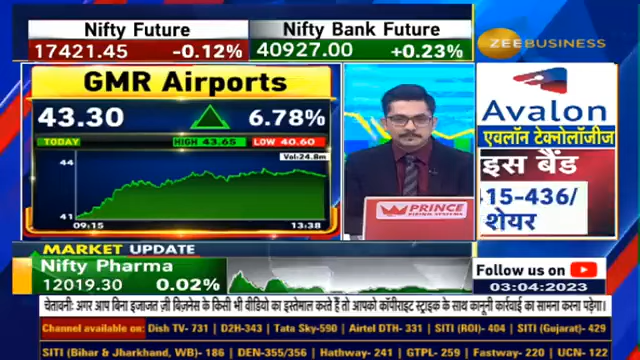 Nifty Future
17421.45 -0.12%
Nifty Bank Future
40927.00 +0.23%
ZEE BUSINESS
GMR Airports
43.30 6.78%
TODAY HIGH 43.65 LOW 40.60
Vol:24.8m
44
41
09:15 13:38
PRINCE
PIPING SYSTEMS
Avalon
एवलॉन टेक्नोलॉजीज
इस बैंड
415-436/
शेयर
MARKET UPDATE
Nifty Pharma
12019.30 0.02%
Follow us on
03:04:2023
चेतावनी: अगर आप बिना इजाजत ज़ी बिज़नेस के किसी भी वीडियो का इस्तेमाल करते हैं तो आपको कॉपीराइट स्ट्राइक के साथ कानूनी कार्रवाई का सामना करना पड़ेगा.
Channel available on: Dish TV- 731 | D2H-343 | Tata Sky-590 | Airtel DTH- 331 | SITI (ROI) - 404 | SITI (Gujarat) - 429
SITI (Bihar & Jharkhand, WB)- 186 | DEN-355/356 | Hathway- 241 | GTPL- 259 | Fastway- 220 | UCN- 122